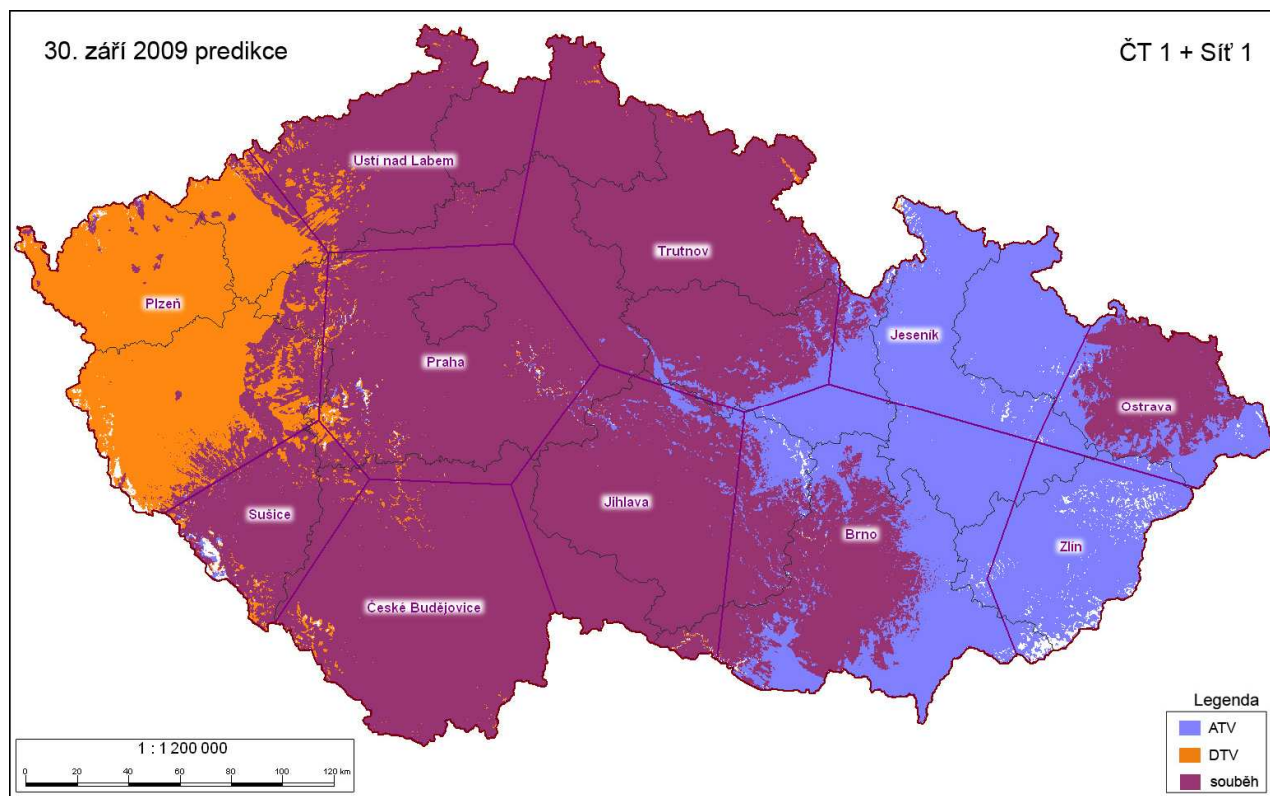 30. září 2009 predikce
ČT 1 + Síť 1
Ustí nad Labem
Trutnov
Plzeň
Jeseník
Praha
Ostrava
Sušice
Jihlava
Brno
Zlín
České Budějovice
Legenda
ATV
DTV
souběh
1 : 1 200 000
0 20 40 60 80 100 120 km